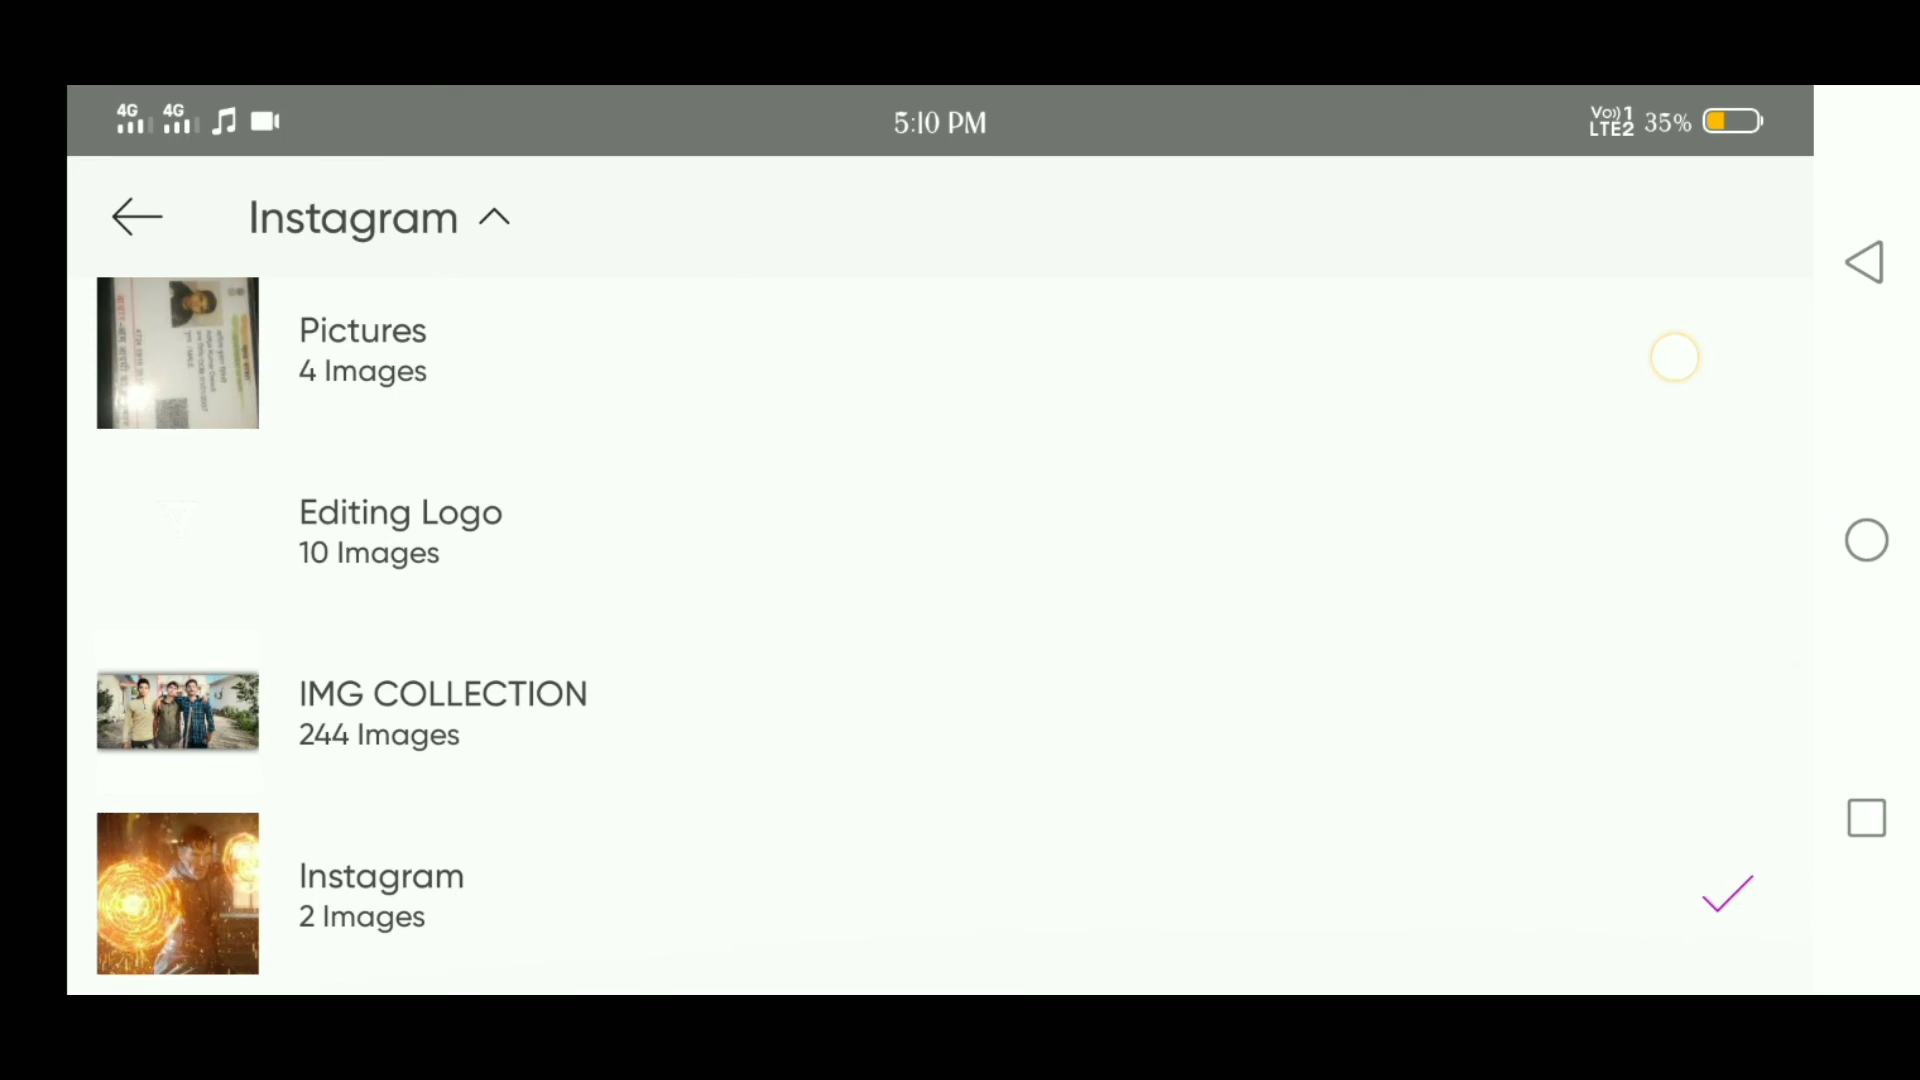 4G 4G 5:10 PM Vo))1 LTE2 35%
Instagram
Pictures
4 Images
Editing Logo
10 Images
IMG COLLECTION
244 Images
Instagram
2 Images